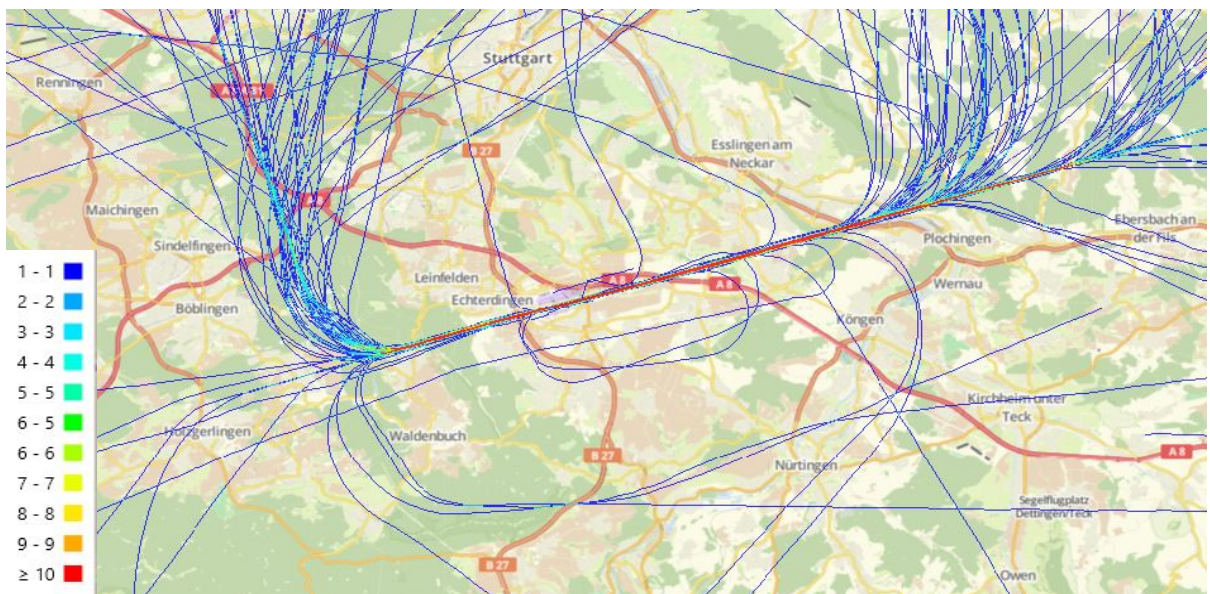 Stuttgart
Renningen
B 27
Esslingen am
Neckar
Maichingen
Sindelfingen
Plochingen
Ebersbach an
der Fils
Leinfelden
A 8
A 8
Wernau
Böblingen
Echterdingen
Köngen
Kirchheim unter
Teck
Holzgerlingen
Waldenbuch
B 27
Nürtingen
A 8
Segelflugplatz
Dettingen/Teck
B 27
Owen
1 - 1
2 - 2
3 - 3
4 - 4
5 - 5
6 - 5
6 - 6
7 - 7
8 - 8
9 - 9
≥ 10